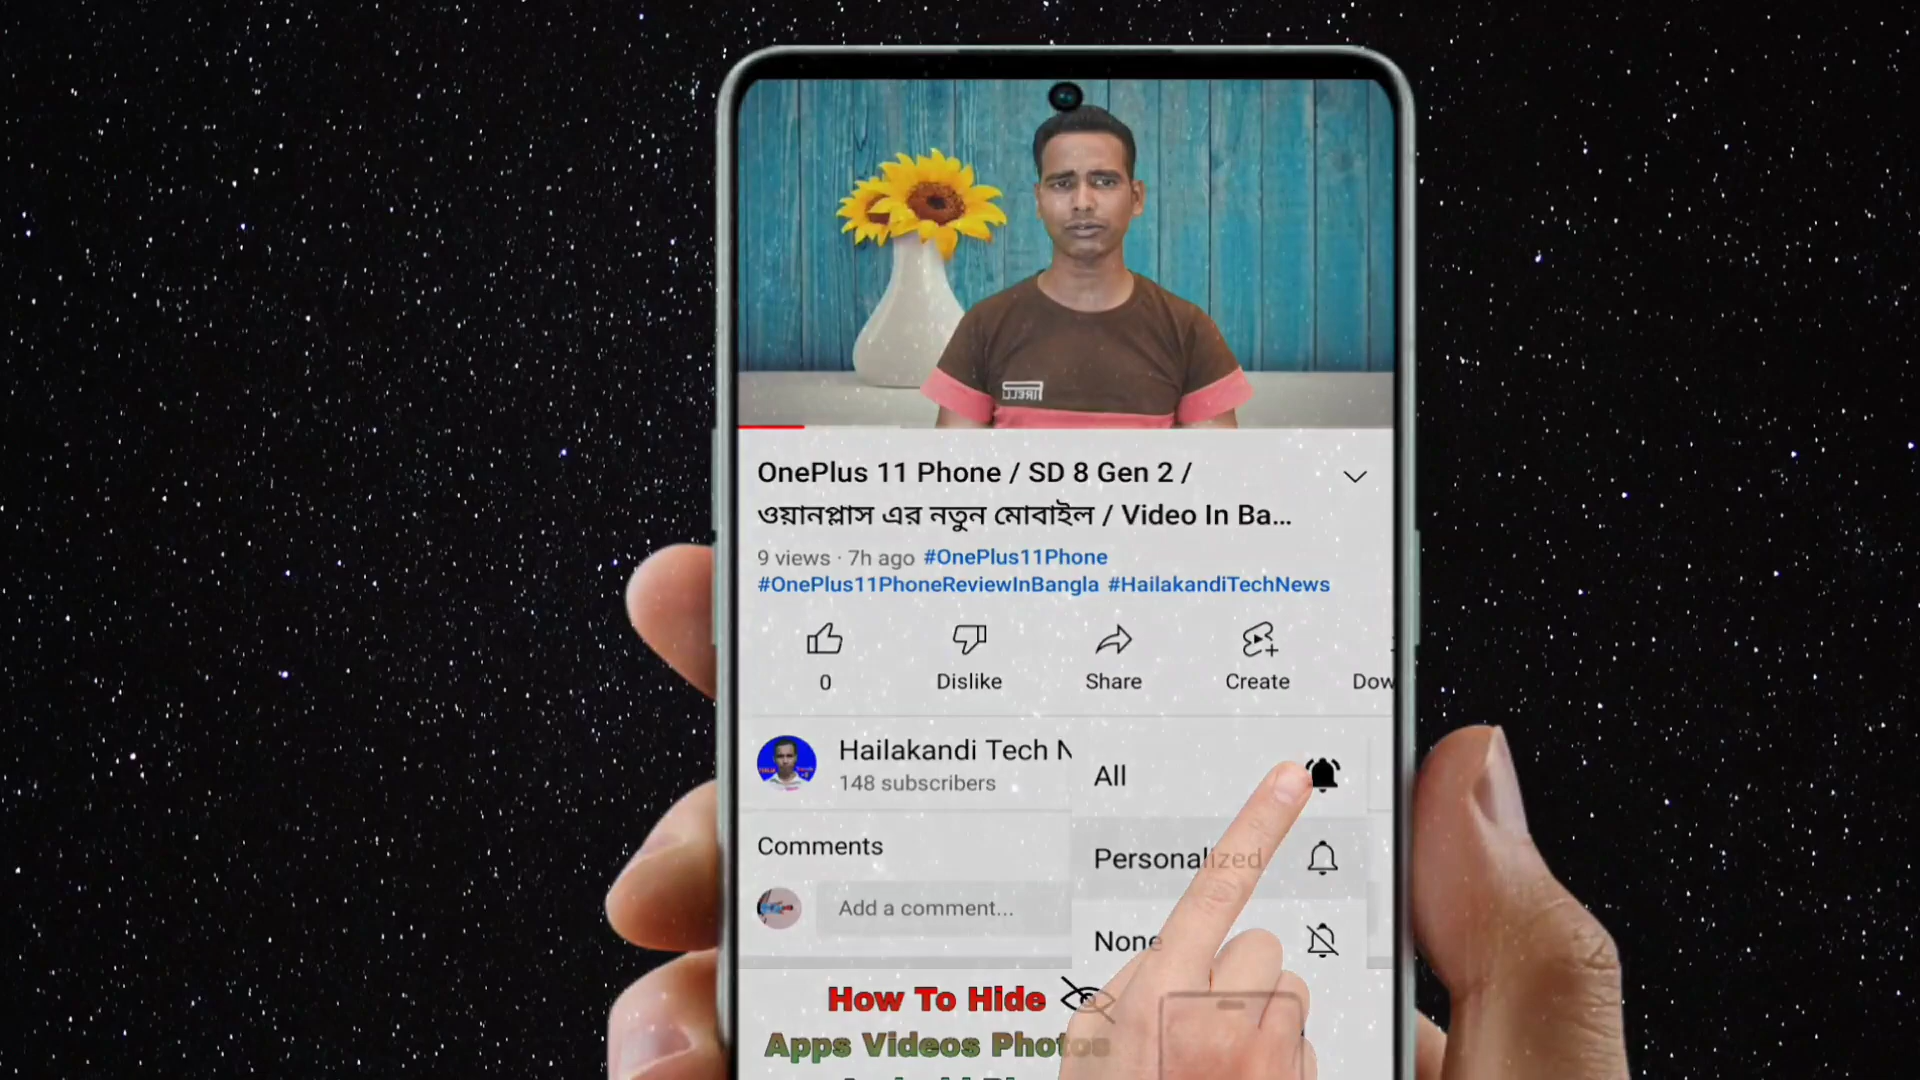 OnePlus 11 Phone / SD 8 Gen 2 /
ওয়ানপ্লাস এর নতুন মোবাইল / Video In Ba...
9 views · 7h ago #OnePlus11Phone
#OnePlus11PhoneReviewInBangla #HailakandiTechNews
0
Dislike
Share
Create
Dow
Hailakandi Tech N
148 subscribers
All
Comments
Personalized
Add a comment...
None
How To Hide
Apps Videos Photos